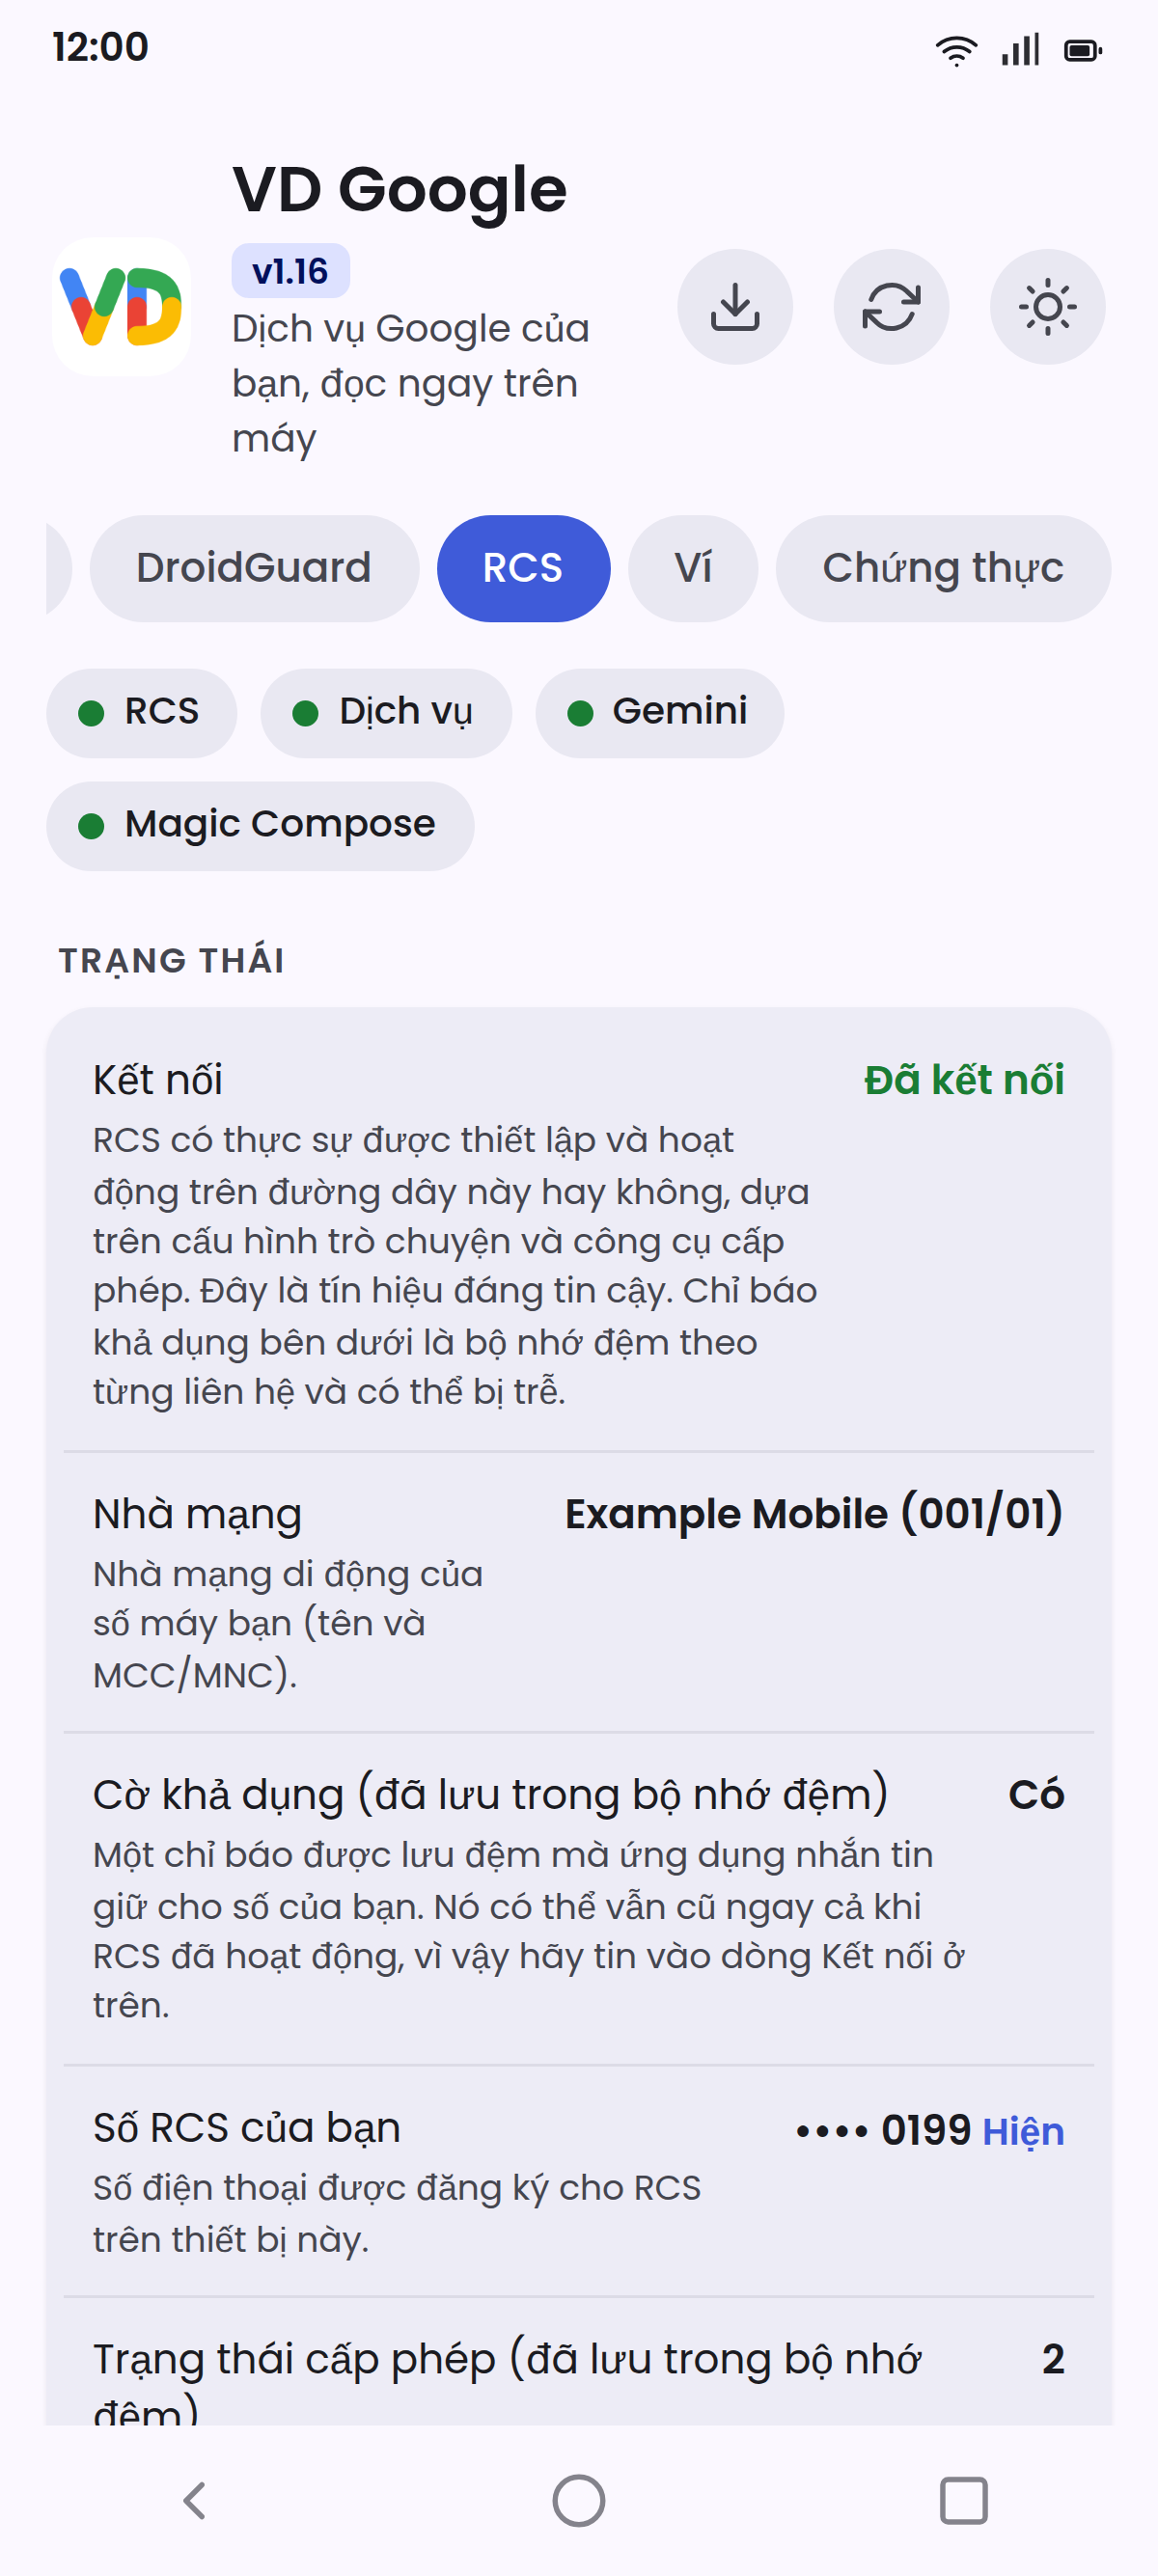 12:00
VD Google
VD
v1.16
Dịch vụ Google của
bạn, đọc ngay trên
máy
DroidGuard
RCS
Ví
Chứng thực
RCS
Dịch vụ
Gemini
Magic Compose
TRẠNG THÁI
Kết nối
Đã kết nối
RCS có thực sự được thiết lập và hoạt
động trên đường dây này hay không, dựa
trên cấu hình trò chuyện và công cụ cấp
phép. Đây là tín hiệu đáng tin cậy. Chỉ báo
khả dụng bên dưới là bộ nhớ đệm theo
từng liên hệ và có thể bị trễ.
Nhà mạng
Example Mobile (001/01)
Nhà mạng di động của
số máy bạn (tên và
MCC/MNC).
Cờ khả dụng (đã lưu trong bộ nhớ đệm)
Có
Một chỉ báo được lưu đệm mà ứng dụng nhắn tin
giữ cho số của bạn. Nó có thể vẫn cũ ngay cả khi
RCS đã hoạt động, vì vậy hãy tin vào dòng Kết nối ở
trên.
Số RCS của bạn
•••• 0199 Hiện
Số điện thoại được đăng ký cho RCS
trên thiết bị này.
Trạng thái cấp phép (đã lưu trong bộ nhớ
đệm)
2